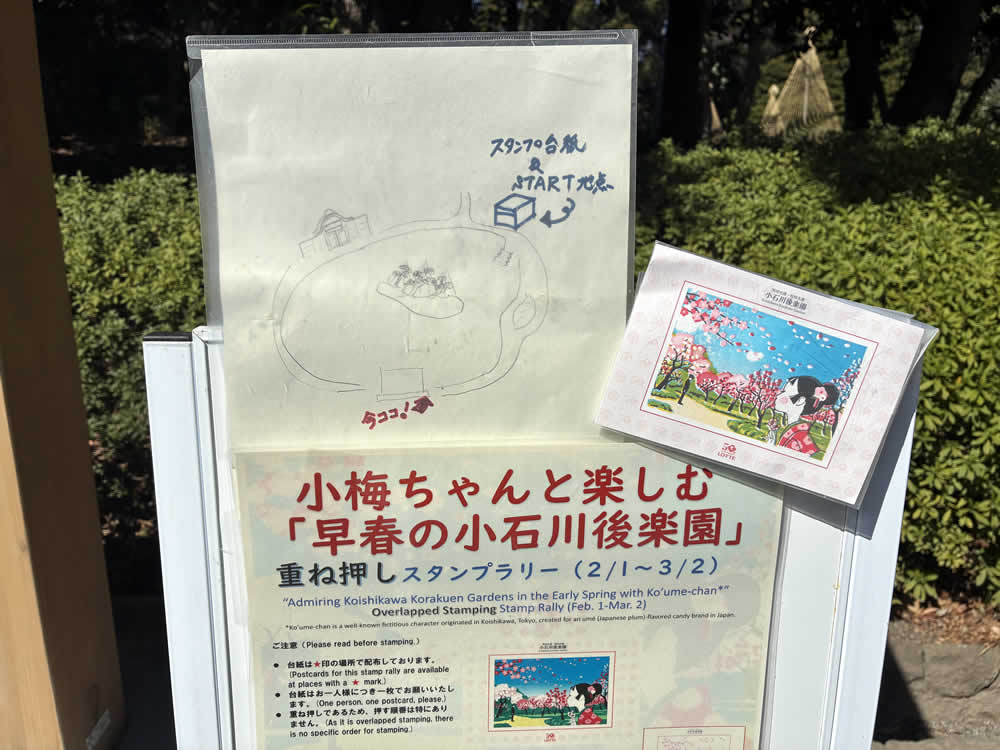 スタンプ台紙
&
START地点
今ココ！
小石川後楽園
LOTTE
小梅ちゃんと楽しむ
「早春の小石川後楽園」
重ね押しスタンプラリー（2/1～3/2）
“Admiring Koishikawa Korakuen Gardens in the Early Spring with Ko'ume-chan*”
Overlapped Stamping Stamp Rally (Feb. 1-Mar. 2)
*Ko'ume-chan is a well-known fictitious character originated in Koishikawa, Tokyo, created for an umé (Japanese plum)-flavored candy brand in Japan.
ご注意（Please read before stamping.）
● 台紙は★印の場所で配布しております。
(Postcards for this stamp rally are available
at places with a ★ mark.)
● 台紙はお一人様につき一枚でお願いいたし
ます。(One person, one postcard, please.)
● 重ね押しであるため、押す順番は特にあり
ません。(As it is overlapped stamping, there
is no specific order for stamping.)
小石川後楽園
LOTTE